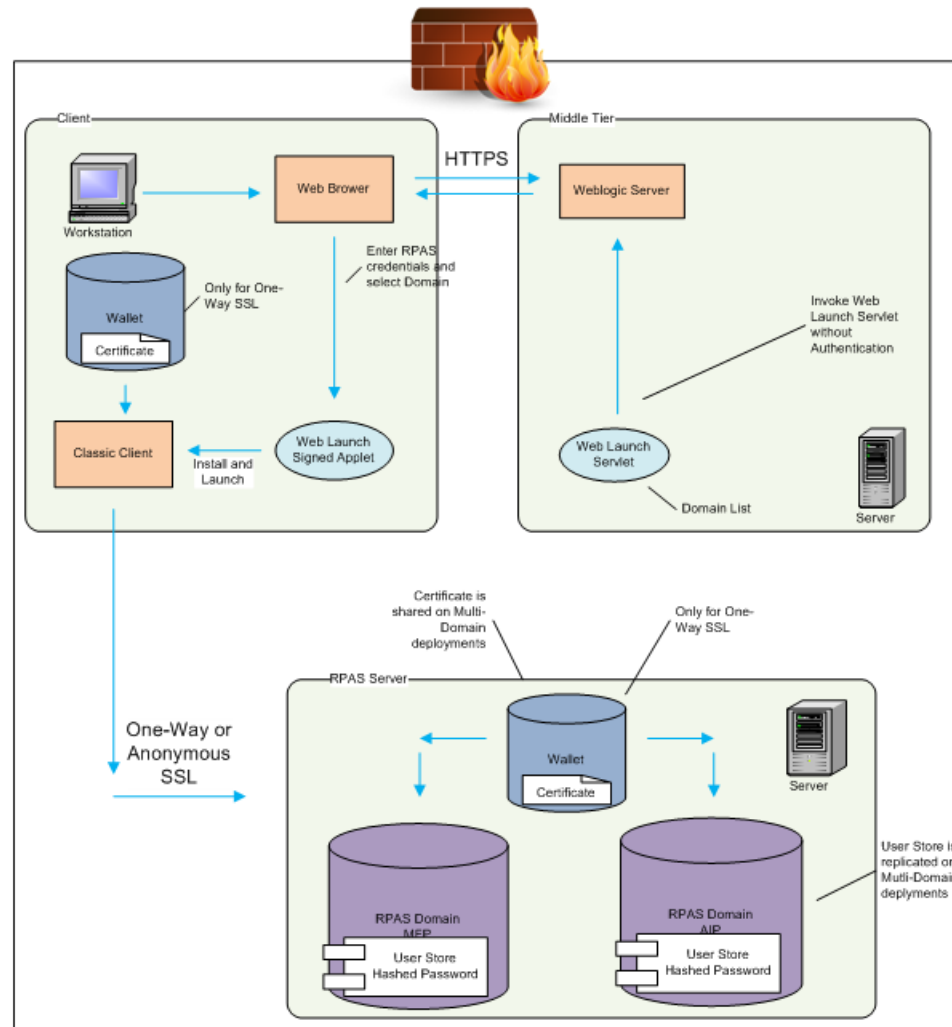 Client
Middle Tier
HTTPS
Web Brower
Weblogic Server
Workstation
Enter RPAS
credentials and
select Domain
Only for One-
Way SSL
Wallet
Certificate
Invoke Web
Launch Servlet
without
Authentication
Classic Client
Install and
Launch
Web Launch
Signed Applet
Web Launch
Servlet
Domain List
Server
Certificate is
shared on Multi-
Domain
deployments
Only for One-
Way SSL
RPAS Server
One-Way or
Anonymous
SSL
Wallet
Certificate
Server
RPAS Domain
MFP
User Store
Hashed Password
RPAS Domain
AIP
User Store
Hashed Password
User Store is
replicated on
Mutli-Domain
deplyments